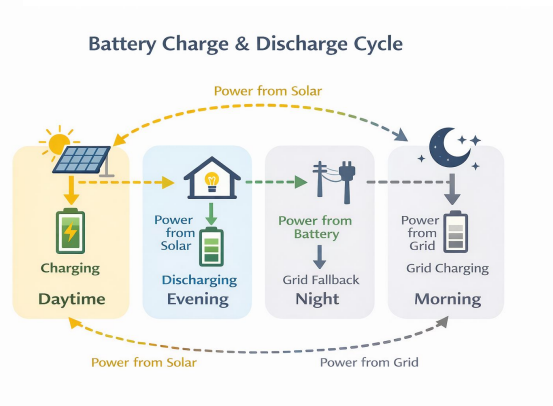 Battery Charge & Discharge Cycle
Power from Solar
Charging
Daytime
Power
from
Solar
Discharging
Evening
Power from
Battery
Grid Fallback
Night
Power
from
Grid
Grid Charging
Morning
Power from Solar
Power from Grid